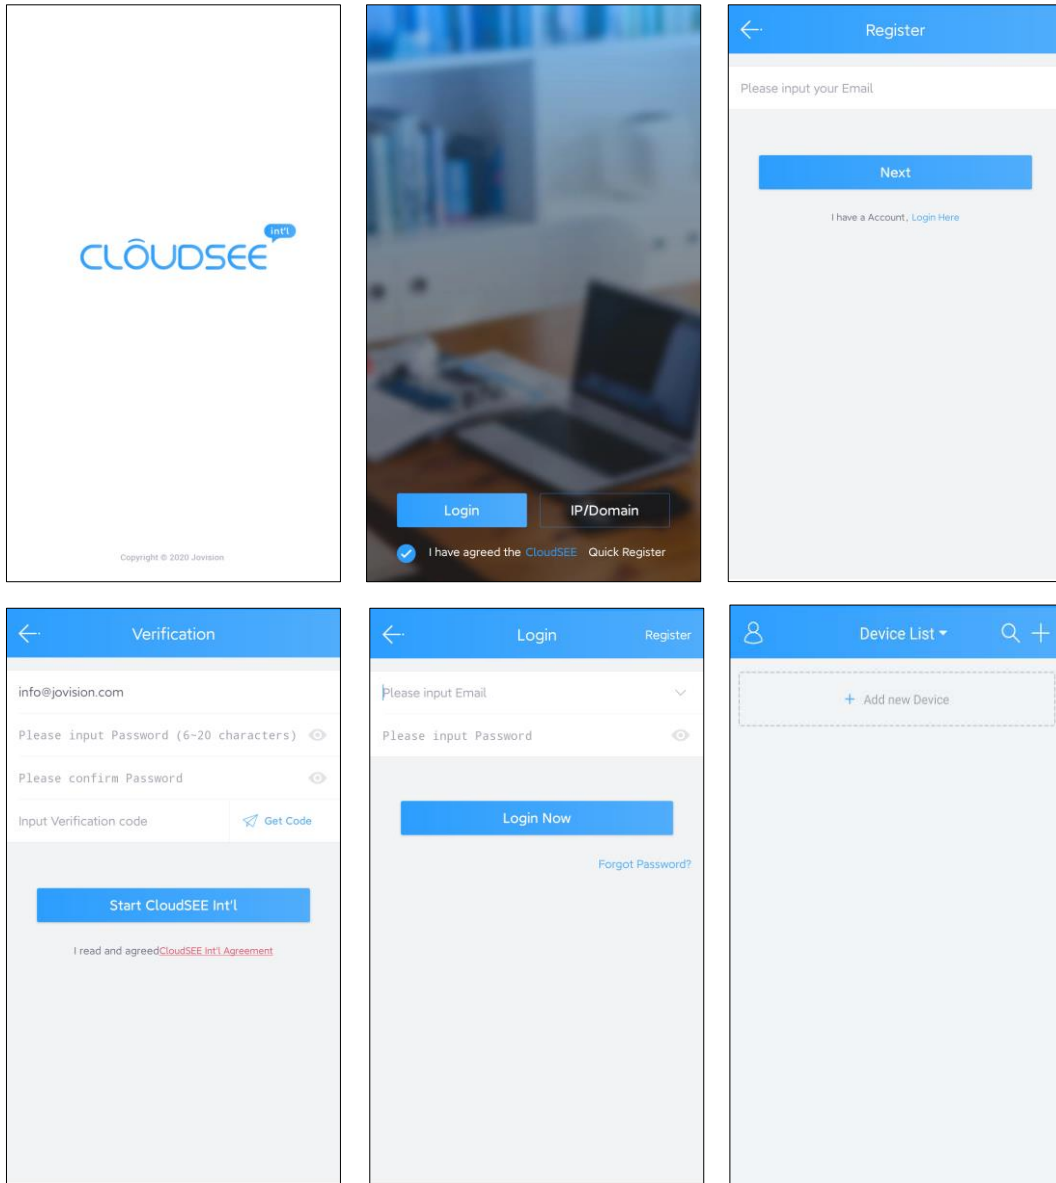 int'l
CLÔUDSEE
Copyright © 2020 Jovision
Login
IP/Domain
I have agreed the CloudSEE Quick Register
Register
Please input your Email
Next
I have a Account, Login Here
Verification
info@jovision.com
Please input Password (6~20 characters)
Please confirm Password
Input Verification code
Get Code
Start CloudSEE Int'l
I read and agreedCloudSEE Int'l Agreement
Login
Register
Please input Email
Please input Password
Login Now
Forgot Password?
Device List
+ Add new Device